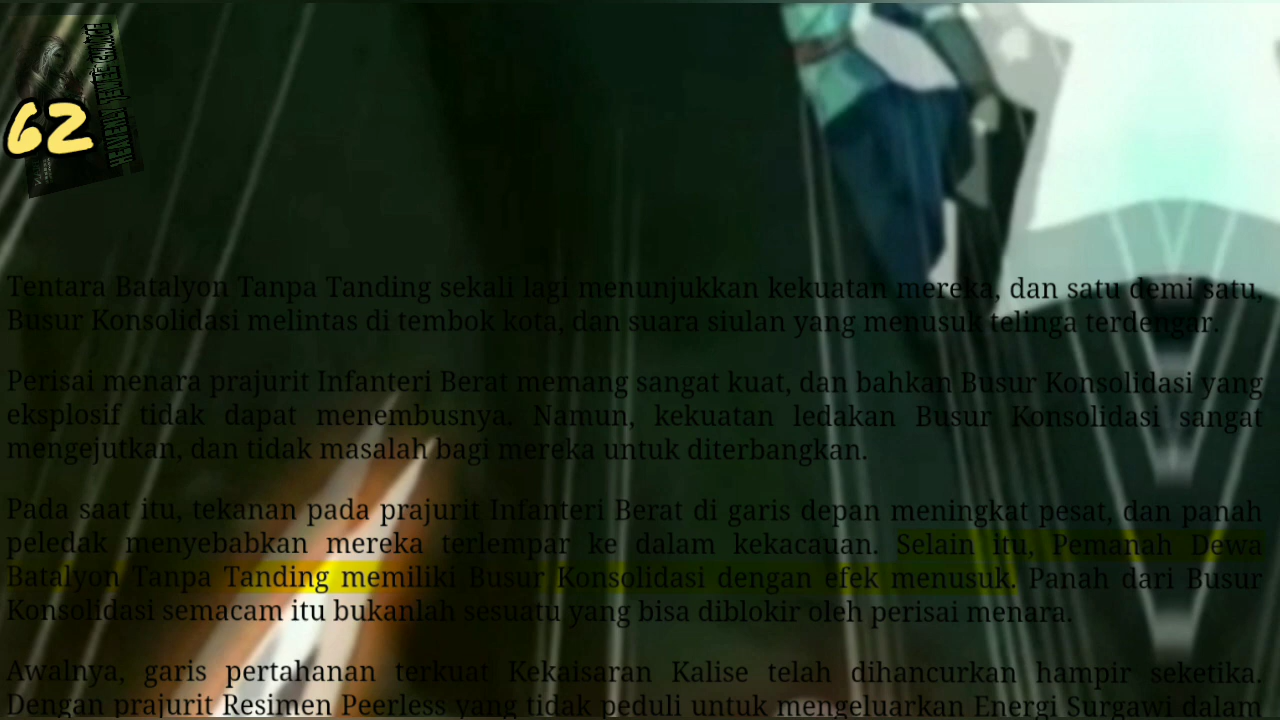 HEAVENLY JEWEL CHANGE
62
Tentara Batalyon Tanpa Tanding sekali lagi menunjukkan kekuatan mereka, dan satu demi satu,
Busur Konsolidasi melintas di tembok kota, dan suara siulan yang menusuk telinga terdengar.
Perisai menara prajurit Infanteri Berat memang sangat kuat, dan bahkan Busur Konsolidasi yang
eksplosif tidak dapat menembusnya. Namun, kekuatan ledakan Busur Konsolidasi sangat
mengejutkan, dan tidak masalah bagi mereka untuk diterbangkan.
Pada saat itu, tekanan pada prajurit Infanteri Berat di garis depan meningkat pesat, dan panah
peledak menyebabkan mereka terlempar ke dalam kekacauan. Selain itu, Pemanah Dewa
Batalyon Tanpa Tanding memiliki Busur Konsolidasi dengan efek menusuk. Panah dari Busur
Konsolidasi semacam itu bukanlah sesuatu yang bisa diblokir oleh perisai menara.
Awalnya, garis pertahanan terkuat Kekaisaran Kalise telah dihancurkan hampir seketika.
Dengan prajurit Resimen Peerless yang tidak peduli untuk mengeluarkan Energi Surgawi dalam